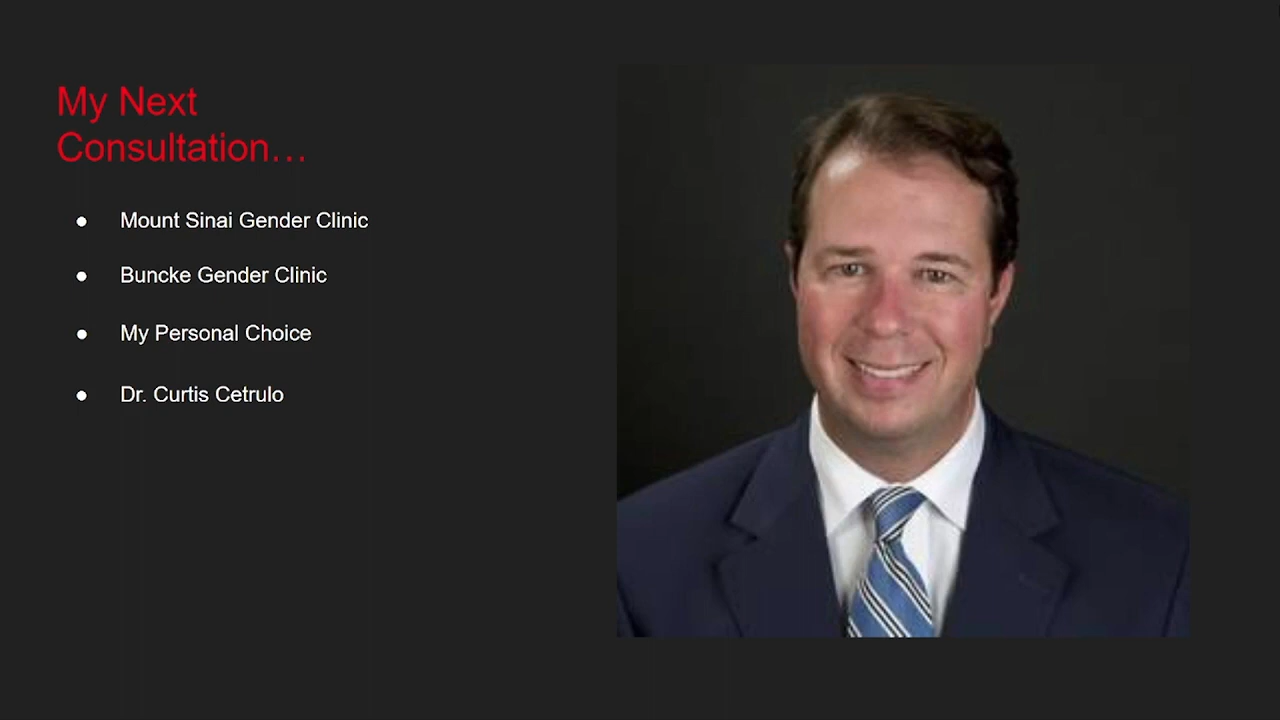 My Next
Consultation…
● Mount Sinai Gender Clinic
● Buncke Gender Clinic
● My Personal Choice
● Dr. Curtis Cetrulo